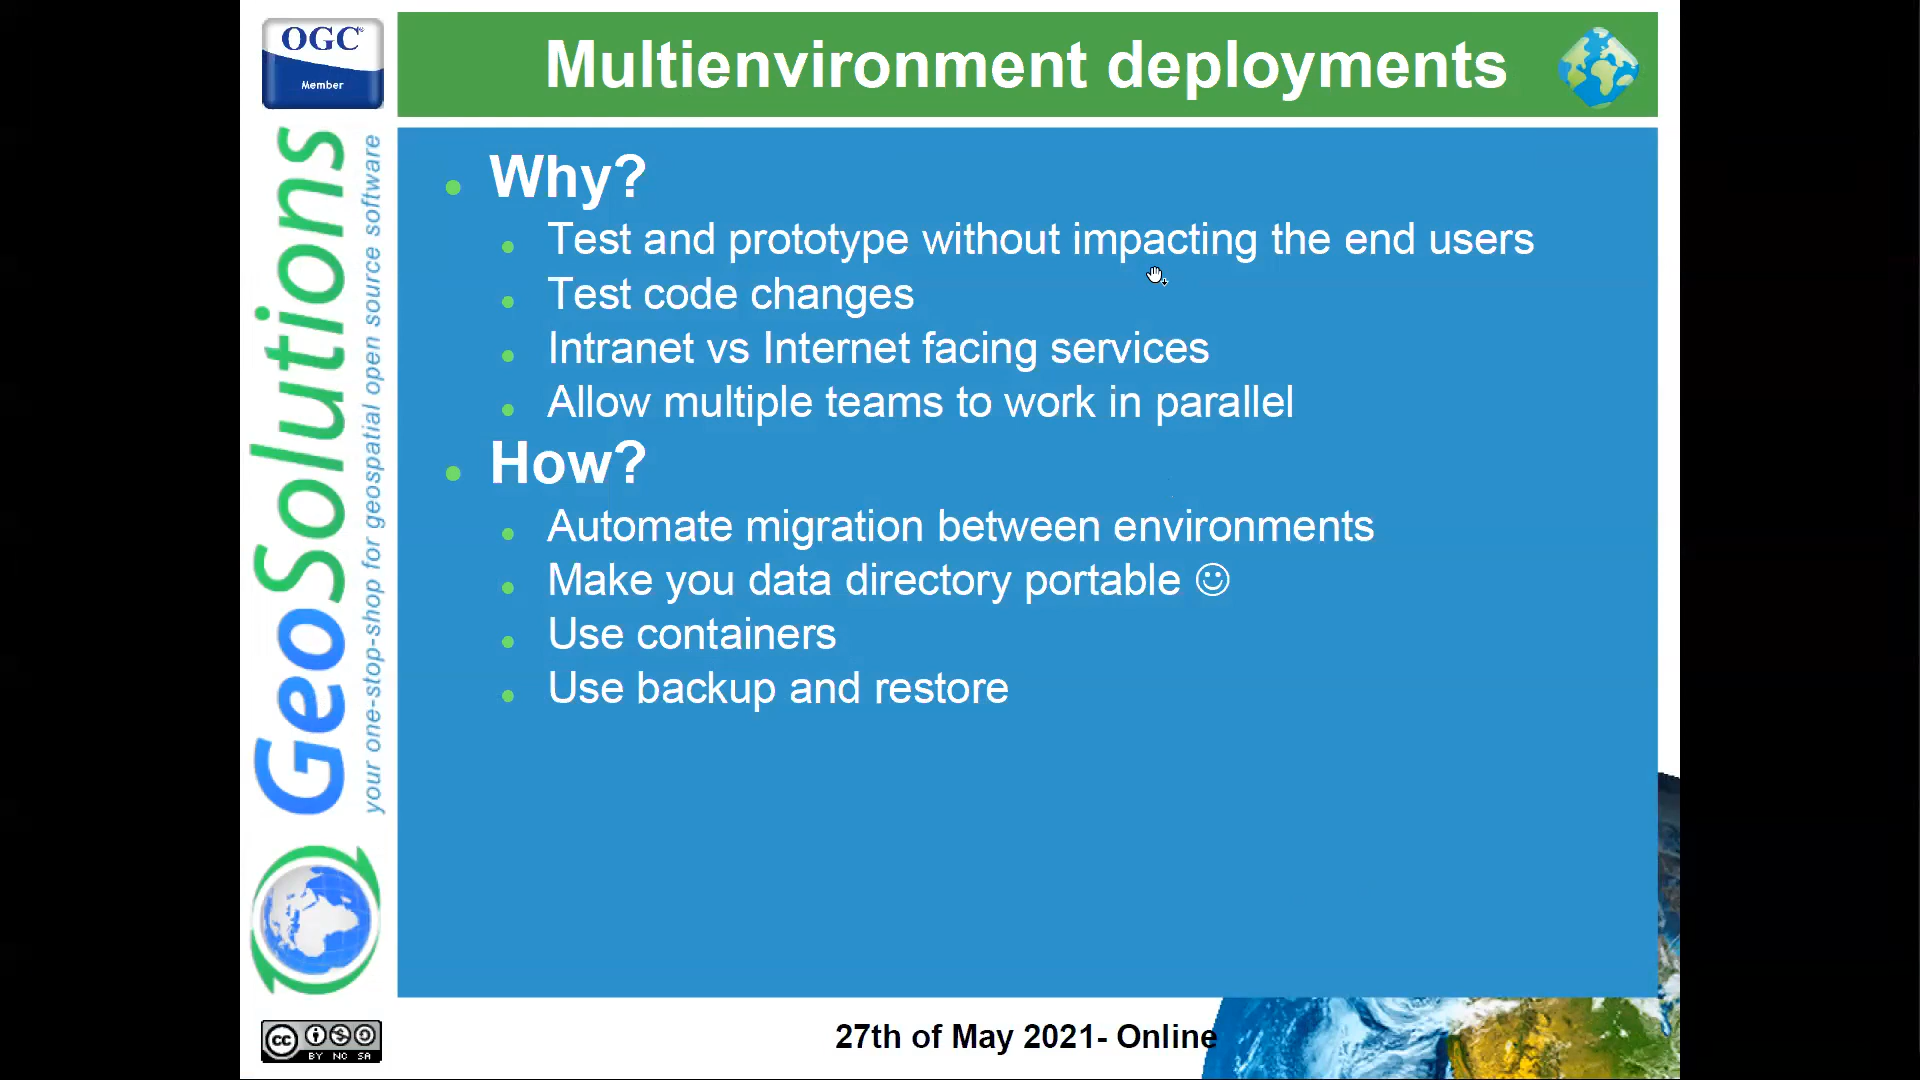 OGC
Member
Multienvironment deployments
GeoSolutions
your one-stop-shop for geospatial open source software
Why?
Test and prototype without impacting the end users
Test code changes
Intranet vs Internet facing services
Allow multiple teams to work in parallel
How?
Automate migration between environments
Make you data directory portable ☺
Use containers
Use backup and restore
cc
BY NC SA
27th of May 2021- Online